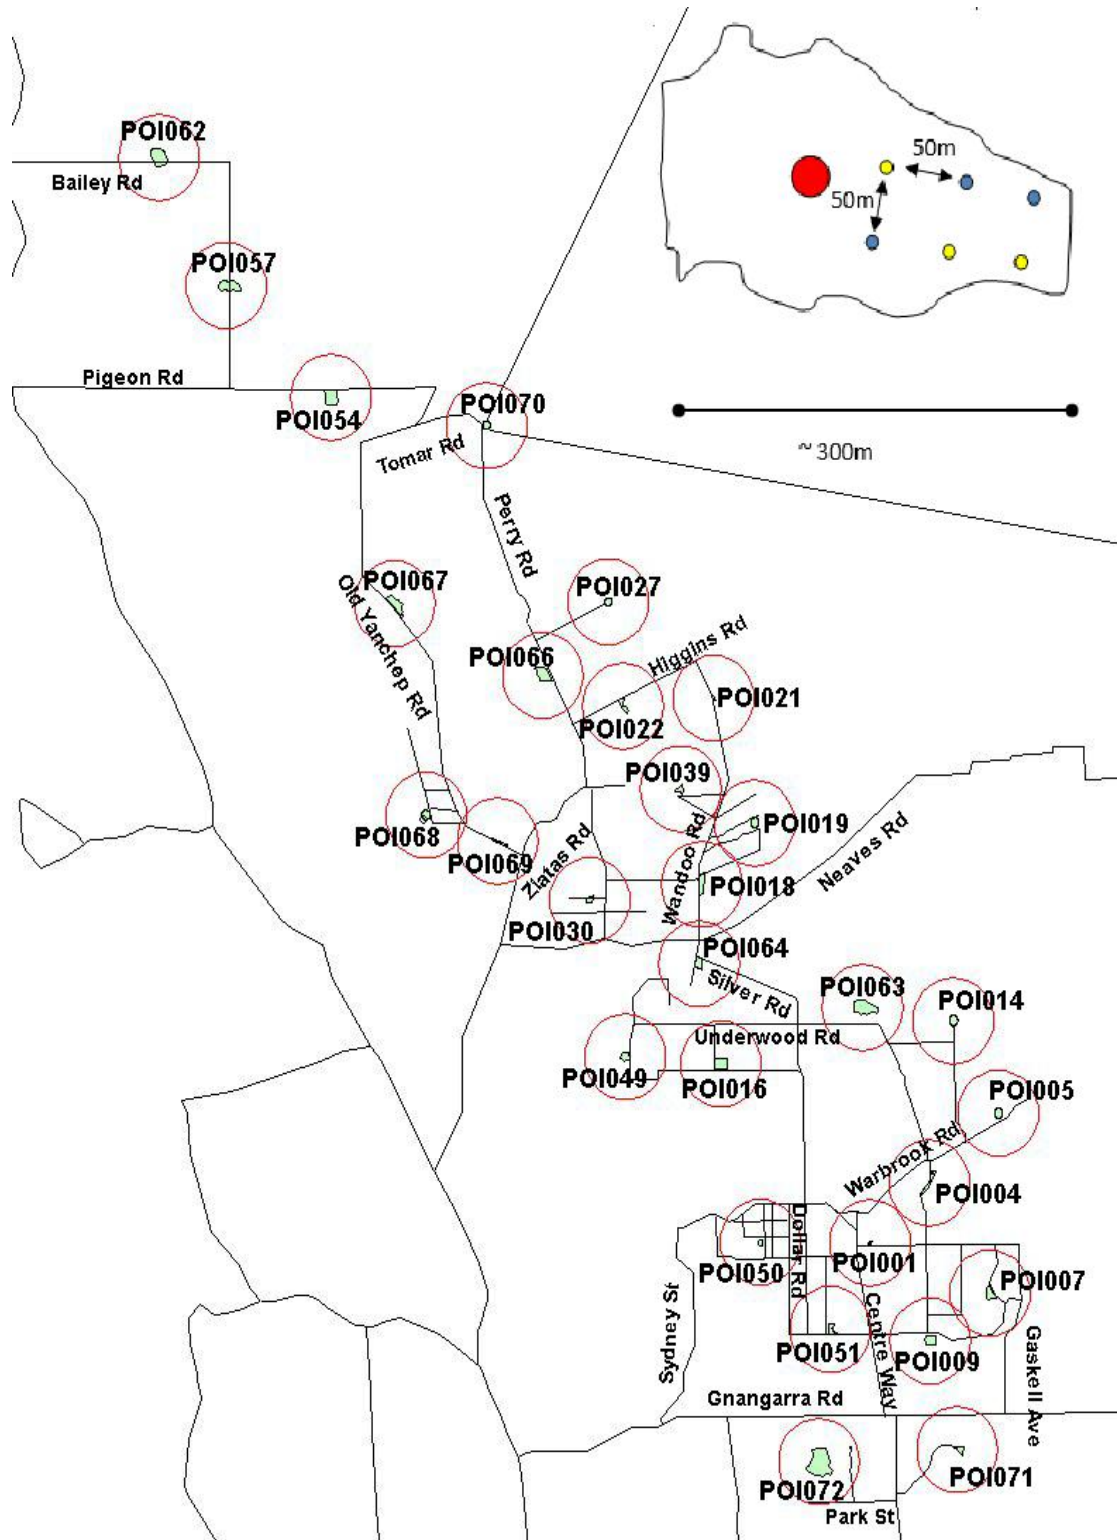 POI062
Bailey Rd
50m
50m
POI057
Pigeon Rd
POI054
POI070
Tomar Rd
~300m
Perry Rd
POI067
POI027
Old Yanchep Rd
POI066
Higgins Rd
POI021
POI022
POI039
POI068
POI019
POI069
Zlatas Rd
Wandoo Rd
Neaves Rd
POI018
POI030
POI064
Silver Rd
POI063
POI014
Underwood Rd
POI049
POI016
POI005
Warbrook Rd
POI004
Dollar Rd
POI050
POI001
POI007
Sydney St
Centre Way
POI051
POI009
Gaskell Ave
Gnangarra Rd
POI072
POI071
Park St